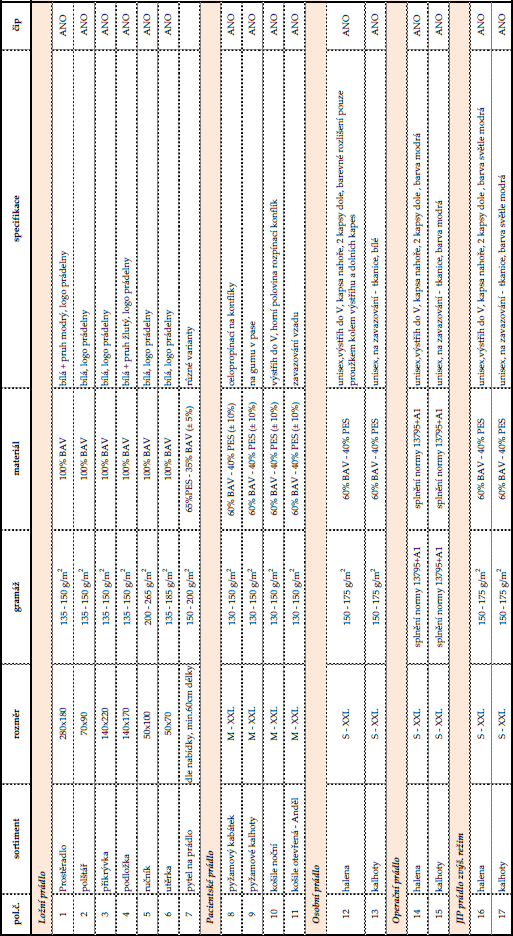 pol.č. sortiment rozměr gramáž materiál specifikace čip
Ložní prádlo
1 Prostěradlo 280x180 135 - 150 g/m² 100% BAV bílá + pruh modrý, logo prádelny ANO
2 polštář 70x90 135 - 150 g/m² 100% BAV bílá, logo prádelny ANO
3 přikrývka 140x220 135 - 150 g/m² 100% BAV bílá, logo prádelny ANO
4 podložka 140x170 135 - 150 g/m² 100% BAV bílá + pruh žlutý, logo prádelny ANO
5 ručník 50x100 200 -265 g/m² 100% BAV bílá, logo prádelny ANO
6 utěrka 50x70 135 - 185 g/m² 100% BAV bílá, logo prádelny ANO
7 pytel na prádlo dle nabídky, min.60cm délky 150 -200 g/m² 65%PES - 35% BAV (± 5%) různé varianty
Pacientské prádlo
8 pyžamový kabátek M - XXL 130 - 150 g/m² 60% BAV - 40% PES (± 10%) celopropínací na konflíky ANO
9 pyžamové kalhoty M - XXL 130 - 150 g/m² 60% BAV - 40% PES (± 10%) na gumu v pase ANO
10 košile noční M - XXL 130 - 150 g/m² 60% BAV - 40% PES (± 10%) výstřih do V, horní polovina rozpínací konflík ANO
11 košile otevřená - Anděl M - XXL 130 - 150 g/m² 60% BAV - 40% PES (± 10%) zavazování vzadu ANO
Osobní prádlo
12 halena S - XXL 150 - 175 g/m² 60% BAV - 40% PES unisex,výstřih do V, kapsa nahoře, 2 kapsy dole, barevné rozlišení pouze
proužkem kolem výstřihu a dolních kapes ANO
13 kalhoty S - XXL 150 - 175 g/m² 60% BAV - 40% PES unisex, na zavazování - tkanice, bílé ANO
Operační prádlo
14 halena S - XXL splnění normy 13795+A1 splnění normy 13795+A1 unisex,výstřih do V, kapsa nahoře, 2 kapsy dole , barva modrá ANO
15 kalhoty S - XXL splnění normy 13795+A1 splnění normy 13795+A1 unisex, na zavazování - tkanice, barva modrá ANO
JIP prádlo zvýš. režim
16 halena S - XXL 150 - 175 g/m² 60% BAV - 40% PES unisex,výstřih do V, kapsa nahoře, 2 kapsy dole , barva světle modrá ANO
17 kalhoty S - XXL 150 - 175 g/m² 60% BAV - 40% PES unisex, na zavazování - tkanice, barva světle modrá ANO